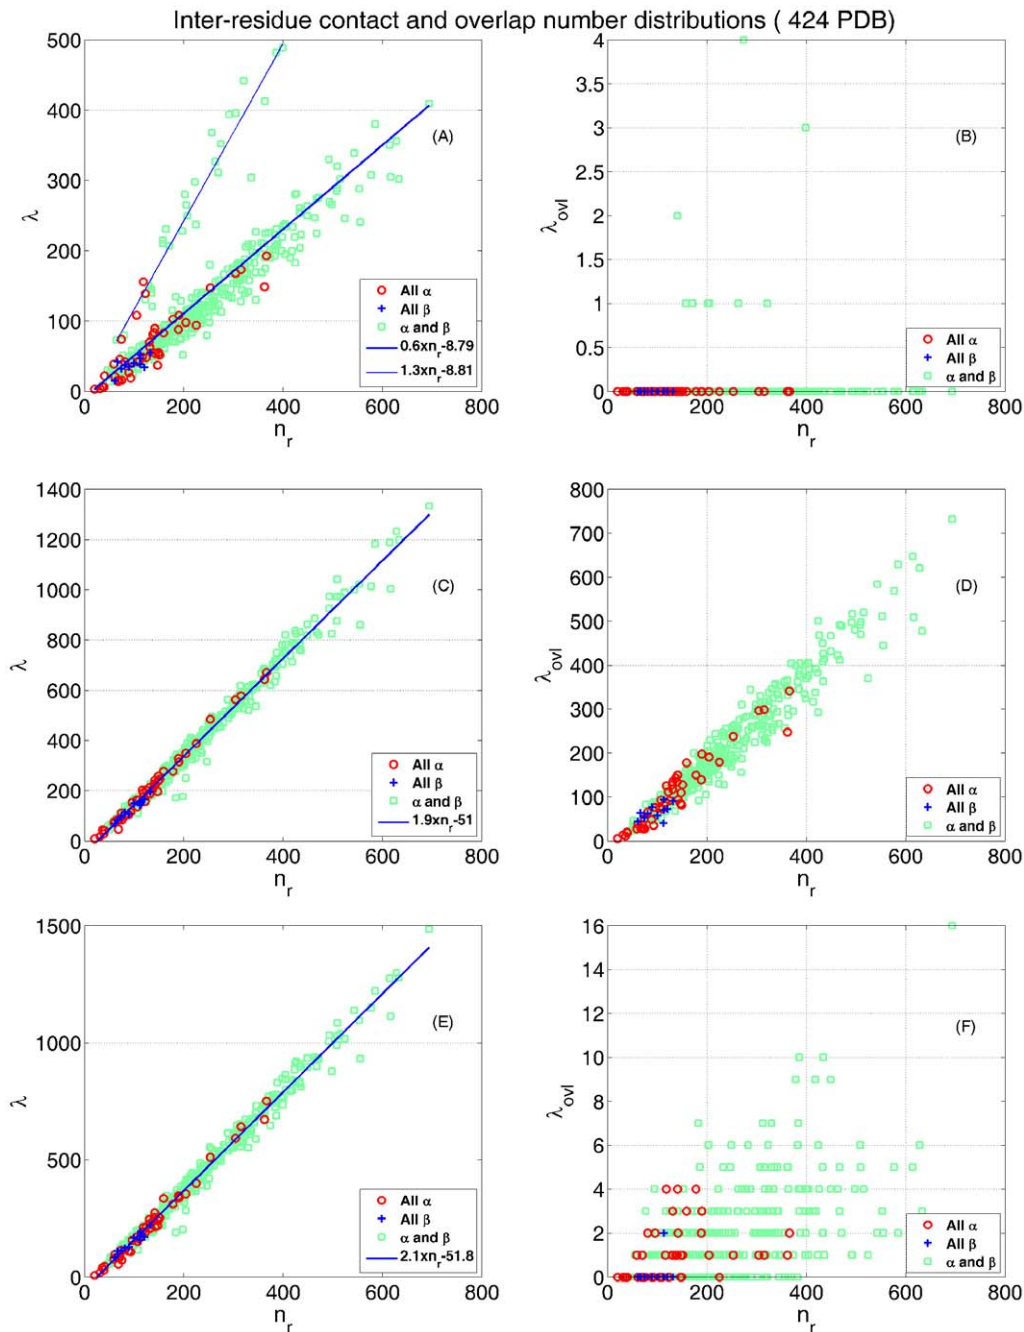 Inter-residue contact and overlap number distributions ( 424 PDB)
500
400
300
200
100
0
0 200 400 600 800
λ
n_r
(A)
All α
All β
α and β
0.6xn_r-8.79
1.3xn_r-8.81
4
3.5
3
2.5
2
1.5
1
0.5
0
0 200 400 600 800
λ_ovl
n_r
(B)
All α
All β
α and β
1400
1200
1000
800
600
400
200
0
0 200 400 600 800
λ
n_r
(C)
All α
All β
α and β
1.9xn_r-51
800
700
600
500
400
300
200
100
0
0 200 400 600 800
λ_ovl
n_r
(D)
All α
All β
α and β
1500
1000
500
0
0 200 400 600 800
λ
n_r
(E)
All α
All β
α and β
2.1xn_r-51.8
16
14
12
10
8
6
4
2
0
0 200 400 600 800
λ_ovl
n_r
(F)
All α
All β
α and β